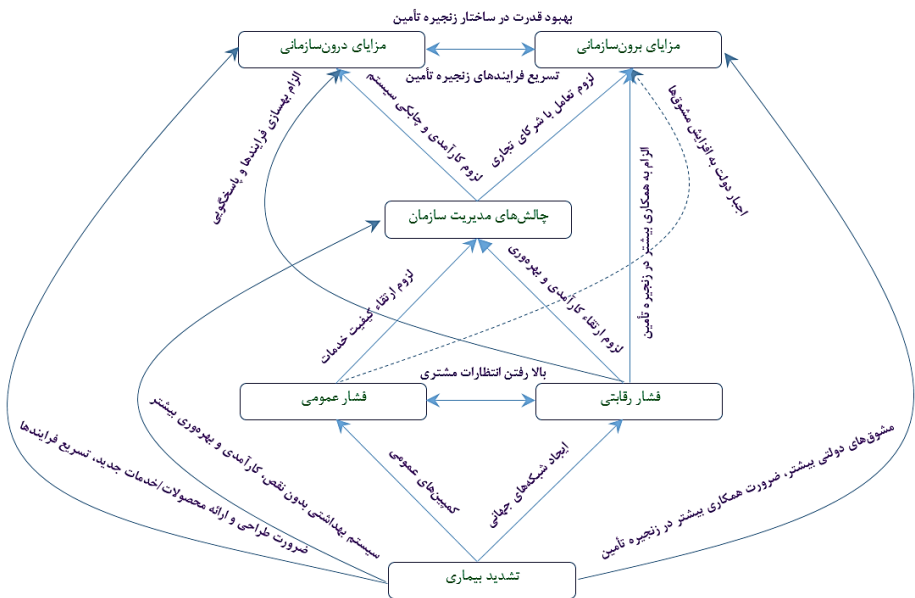 بهبود قدرت در ساختار زنجیره تأمین
مزایای برون‌سازمانی
مزایای درون‌سازمانی
تسریع فرایندهای زنجیره تأمین
الزام بهسازی فرایندها و پاسخگویی
لزوم کارآمدی و چابکی سیستم
لزوم تعامل با شرکای تجاری
الزام به همکاری بیشتر در زنجیره تأمین
اجبار دولت به افزایش مشوق‌ها
چالش‌های مدیریت سازمان
لزوم ارتقاء کیفیت خدمات
لزوم ارتقاء کارآمدی و بهره‌وری
بالا رفتن انتظارات مشتری
فشار رقابتی
فشار عمومی
ضرورت طراحی و ارائه محصولات/خدمات جدید، تسریع فرایندها
سیستم بهداشتی بدون نقص، کارآمدی و بهره‌وری بیشتر
کمپین‌های عمومی
ایجاد شبکه‌های جهانی
مشوق‌های دولتی بیشتر، ضرورت همکاری بیشتر در زنجیره تأمین
تشدید بیماری